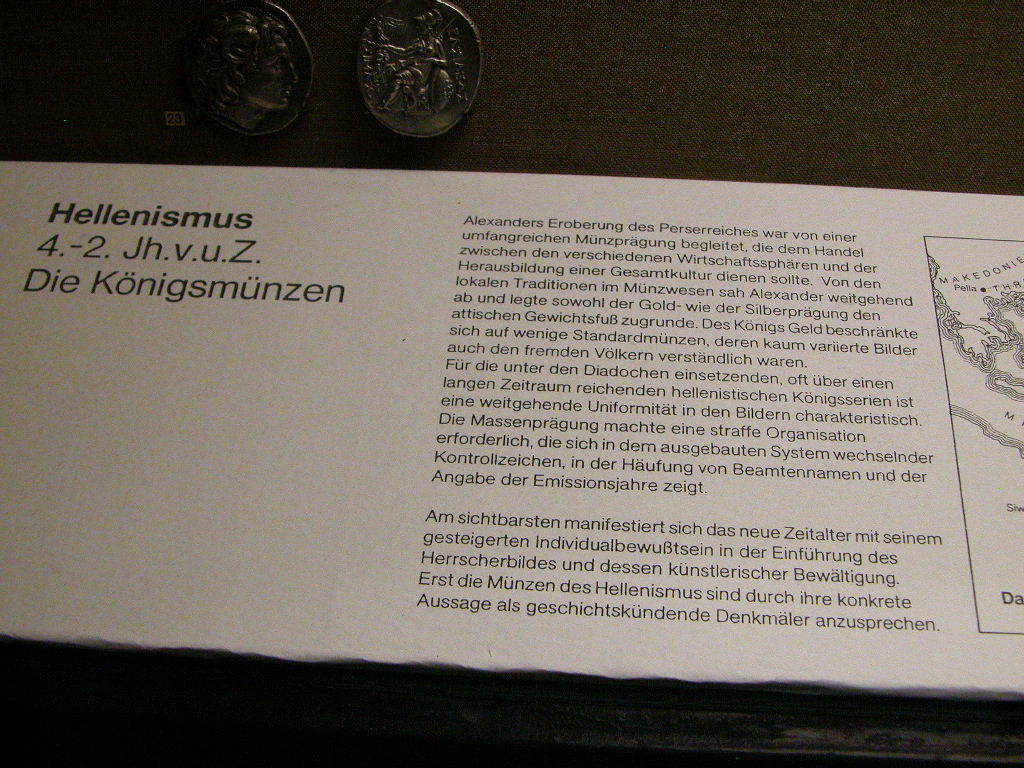 23
Hellenismus
4.-2. Jh.v.u.Z.
Die Königsmünzen
Alexanders Eroberung des Perserreiches war von einer
umfangreichen Münzprägung begleitet, die dem Handel
zwischen den verschiedenen Wirtschaftssphären und der
Herausbildung einer Gesamtkultur dienen sollte. Von den
lokalen Traditionen im Münzwesen sah Alexander weitgehend
ab und legte sowohl der Gold- wie der Silberprägung den
attischen Gewichtsfuß zugrunde. Des Königs Geld beschränkte
sich auf wenige Standardmünzen, deren kaum variierte Bilder
auch den fremden Völkern verständlich waren.
Für die unter den Diadochen einsetzenden, oft über einen
langen Zeitraum reichenden hellenistischen Königsserien ist
eine weitgehende Uniformität in den Bildern charakteristisch.
Die Massenprägung machte eine straffe Organisation
erforderlich, die sich in dem ausgebauten System wechselnder
Kontrollzeichen, in der Häufung von Beamtennamen und der
Angabe der Emissionsjahre zeigt.
Am sichtbarsten manifestiert sich das neue Zeitalter mit seinem
gesteigerten Individualbewußtsein in der Einführung des
Herrscherbildes und dessen künstlerischer Bewältigung.
Erst die Münzen des Hellenismus sind durch ihre konkrete
Aussage als geschichtskündende Denkmäler anzusprechen.
MAKEDONIE
Pella
THR
M
Siw
Da